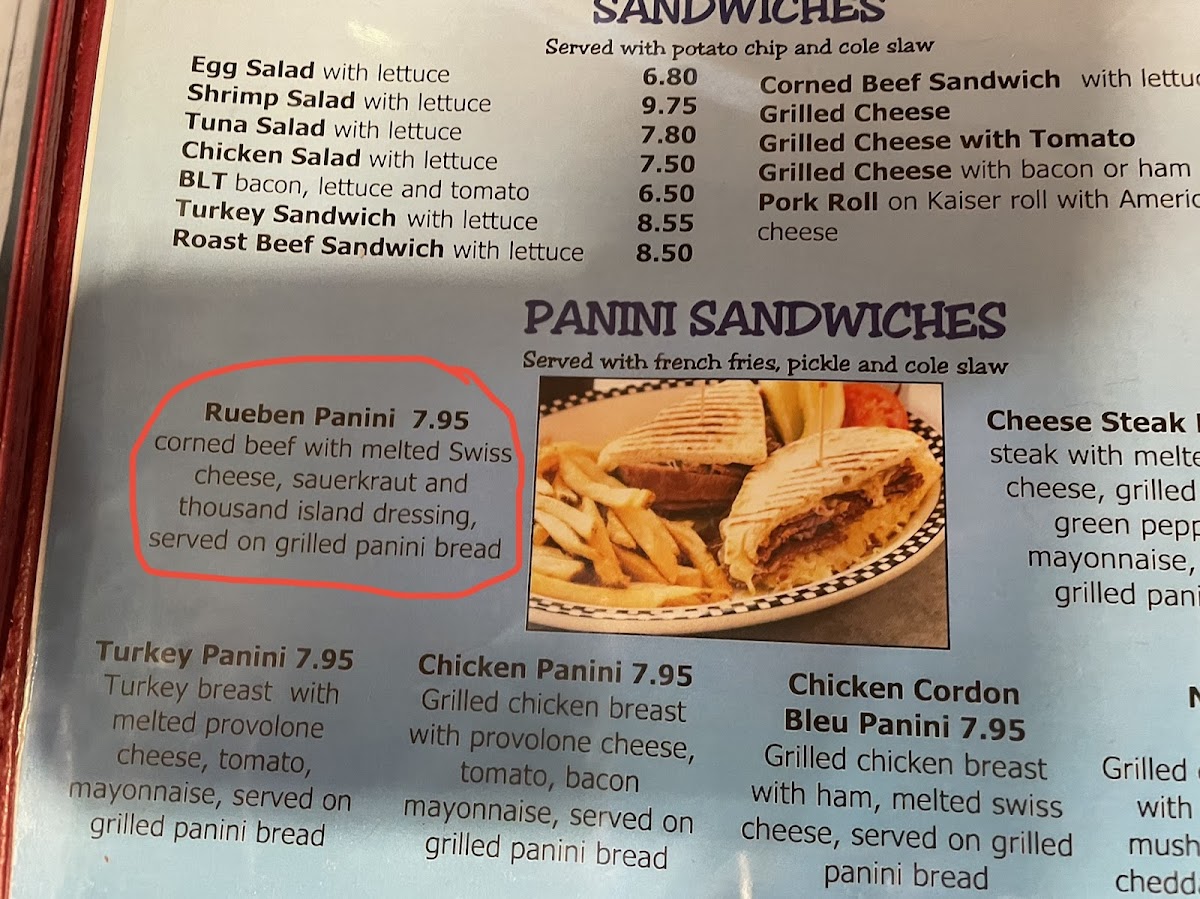 SANDWICHES
Served with potato chip and cole slaw
Egg Salad with lettuce 6.80
Shrimp Salad with lettuce 9.75
Tuna Salad with lettuce 7.80
Chicken Salad with lettuce 7.50
BLT bacon, lettuce and tomato 6.50
Turkey Sandwich with lettuce 8.55
Roast Beef Sandwich with lettuce 8.50
Corned Beef Sandwich with
Grilled Cheese
Grilled Cheese with Tomato
Grilled Cheese with bacon or ham
Pork Roll on Kaiser roll with
cheese
PANINI SANDWICHES
Served with french fries, pickle and cole slaw
Rueben Panini 7.95
corned beef with melted Swiss
cheese, sauerkraut and
thousand island dressing,
served on grilled panini bread
Cheese Steak
steak with
cheese, grilled
green
mayonnaise,
grilled
Turkey Panini 7.95
Turkey breast with
melted provolone
cheese, tomato,
mayonnaise, served on
grilled panini bread
Chicken Panini 7.95
Grilled chicken breast
with provolone cheese,
tomato, bacon
mayonnaise, served on
grilled panini bread
Chicken Cordon
Bleu Panini 7.95
Grilled chicken breast
with ham, melted swiss
cheese, served on grilled
panini bread
Grilled
with